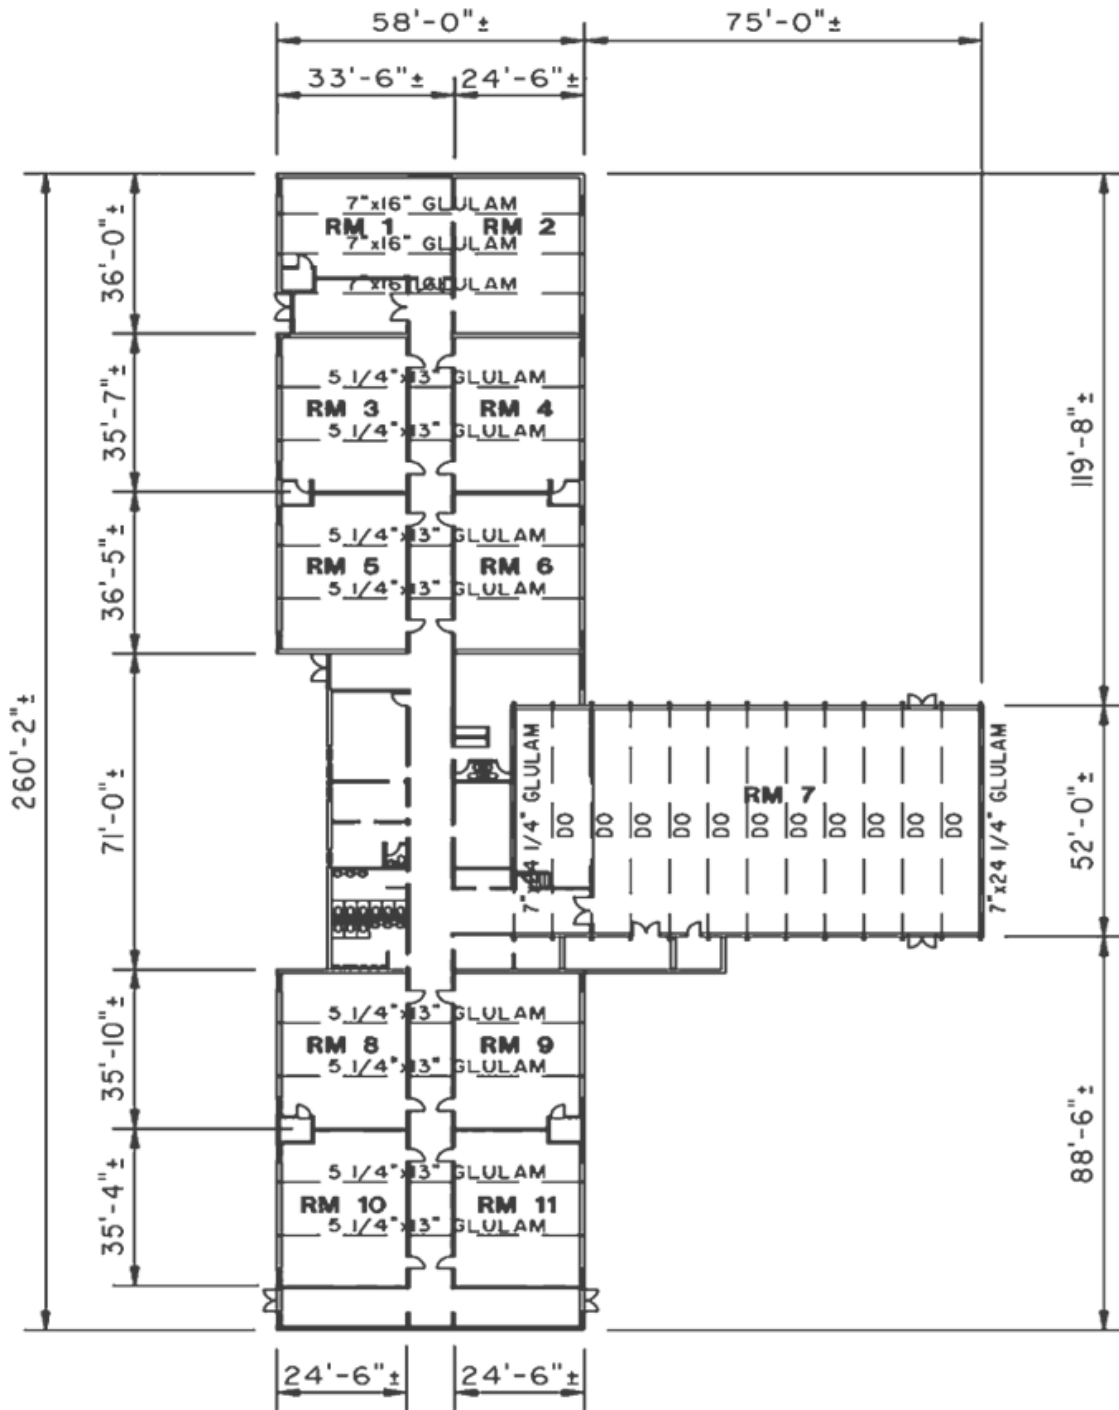 58'-0"±
75'-0"±
33'-6"±
24'-6"±
7"x16" GLULAM
RM 1
RM 2
7"x16" GLULAM
7"x16" GLULAM
36'-0"±
5 1/4"x13" GLULAM
RM 3
RM 4
5 1/4"x13" GLULAM
35'-7"±
119'-8"±
5 1/4"x13" GLULAM
RM 5
RM 6
5 1/4"x13" GLULAM
36'-5"±
260'-2"±
71'-0"±
7"x24 1/4" GLULAM
DO
DO
DO
DO
DO
DO
DO
DO
DO
DO
DO
RM 7
7"x24 1/4" GLULAM
52'-0"±
5 1/4"x13" GLULAM
RM 8
RM 9
5 1/4"x13" GLULAM
35'-10"±
88'-6"±
5 1/4"x13" GLULAM
RM 10
RM 11
5 1/4"x13" GLULAM
35'-4"±
24'-6"±
24'-6"±